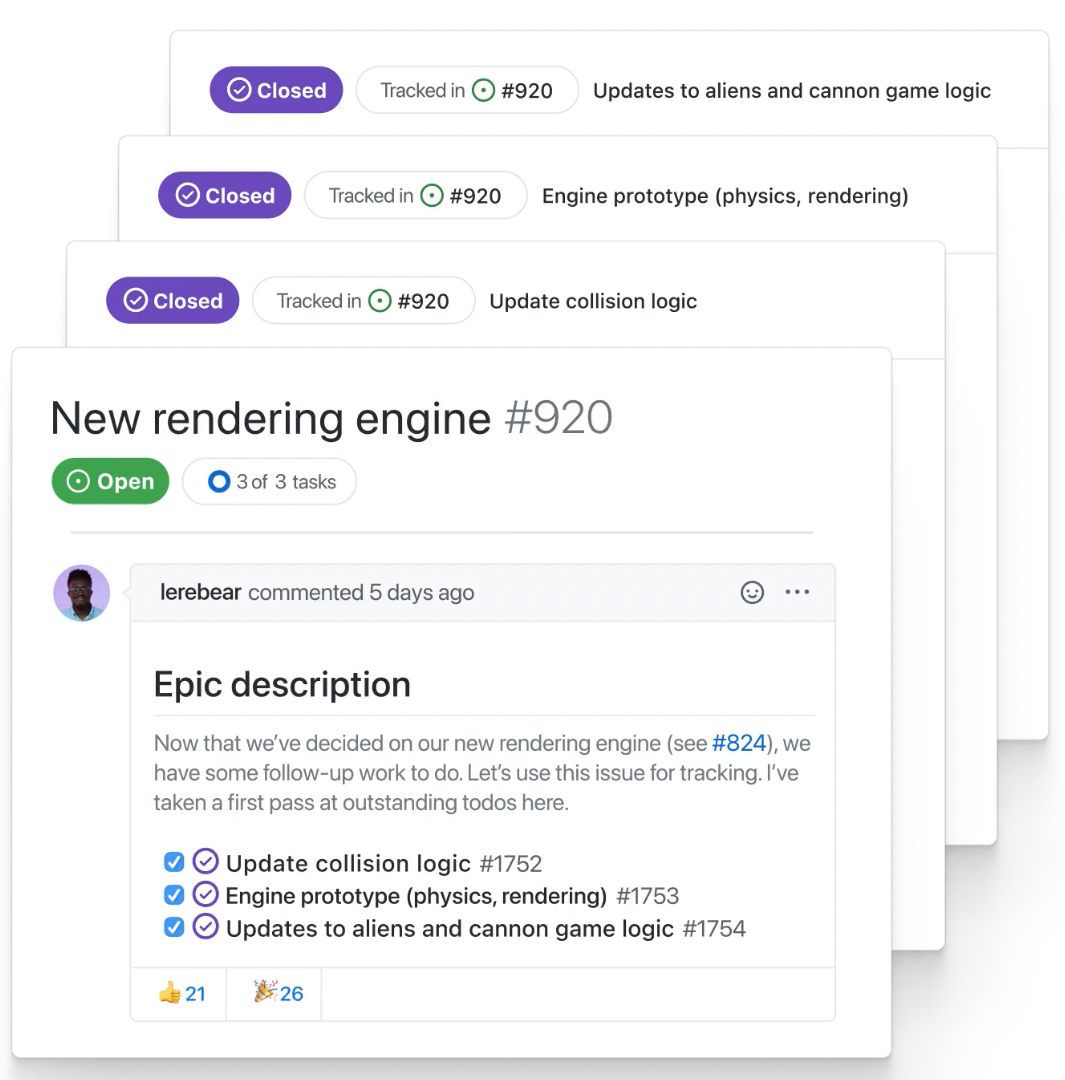 Closed Tracked in #920 Updates to aliens and cannon game logic
Closed Tracked in #920 Engine prototype (physics, rendering)
Closed Tracked in #920 Update collision logic
New rendering engine #920
Open 3 of 3 tasks
lerebear commented 5 days ago
Epic description
Now that we’ve decided on our new rendering engine (see #824), we
have some follow-up work to do. Let’s use this issue for tracking. I’ve
taken a first pass at outstanding todos here.
Update collision logic #1752
Engine prototype (physics, rendering) #1753
Updates to aliens and cannon game logic #1754
👍 21 🎉 26